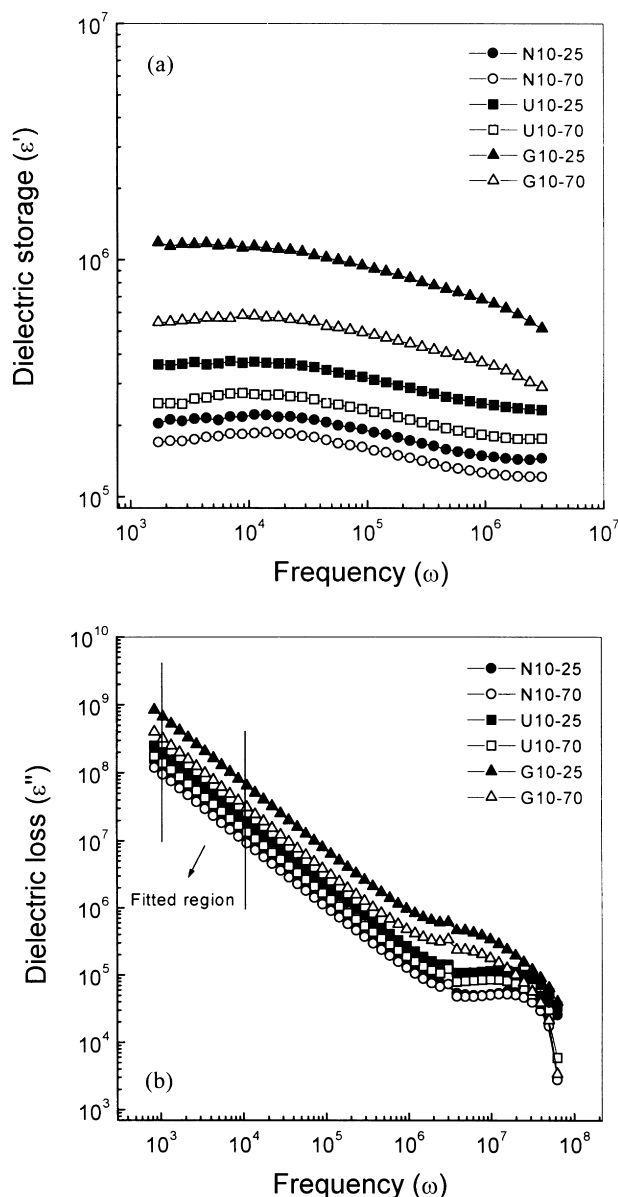 10^7
(a)
N10-25
N10-70
U10-25
U10-70
G10-25
G10-70
Dielectric storage (ε')
10^6
10^5
10^3
10^4
10^5
10^6
10^7
Frequency (ω)
10^10
N10-25
N10-70
U10-25
U10-70
G10-25
G10-70
10^9
10^8
10^7
Dielectric loss (ε")
Fitted region
10^6
10^5
10^4
(b)
10^3
10^3
10^4
10^5
10^6
10^7
10^8
Frequency (ω)